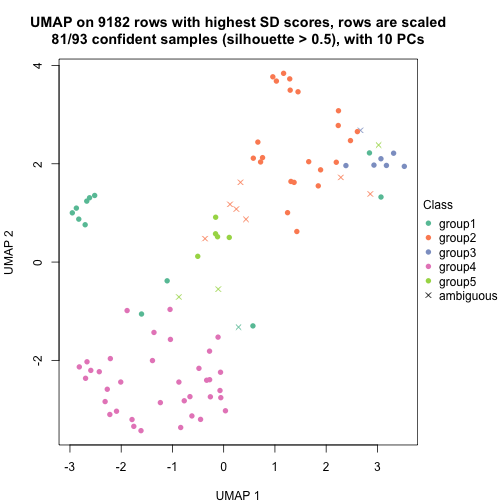 UMAP on 9182 rows with highest SD scores, rows are scaled
81/93 confident samples (silhouette > 0.5), with 10 PCs
4
2
0
-2
UMAP 2
-3
-2
-1
0
1
2
3
UMAP 1
Class
group1
group2
group3
group4
group5
ambiguous